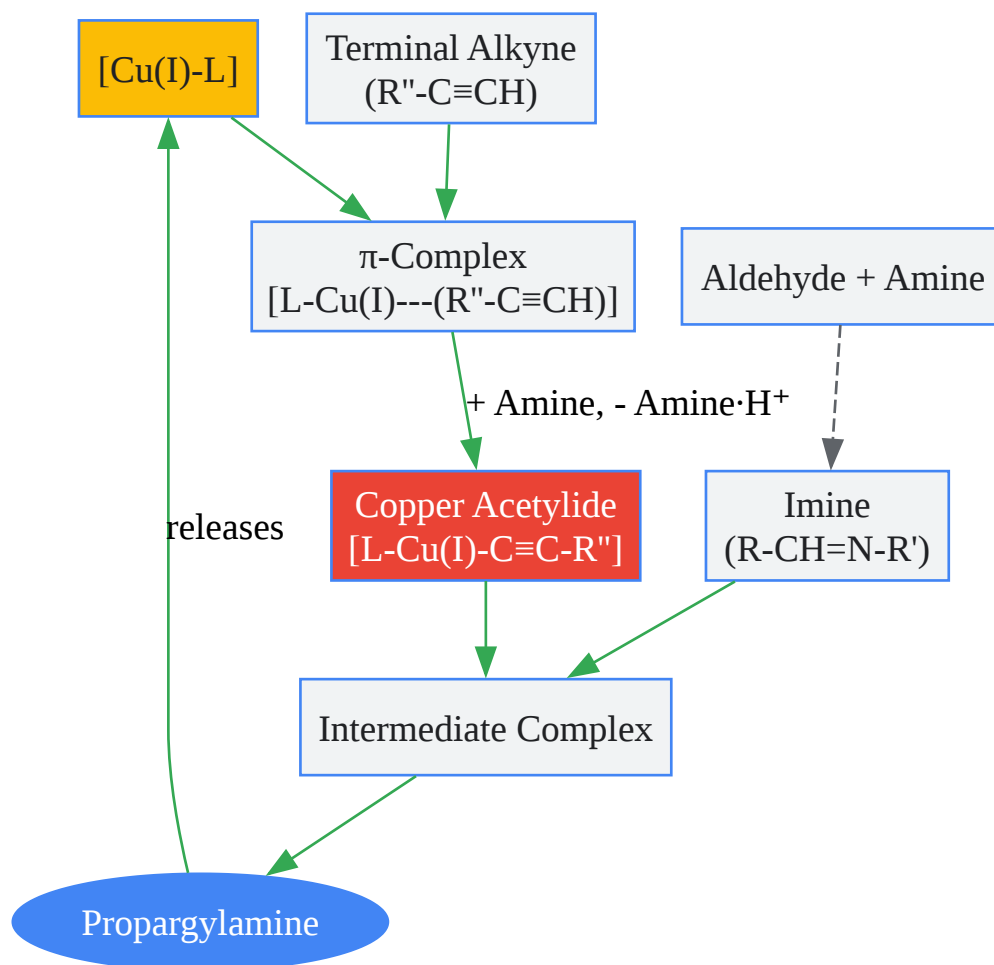 [Cu(I)-L]
Terminal Alkyne
(R"-C≡CH)
π-Complex
[L-Cu(I)---(R"-C≡CH)]
Aldehyde + Amine
+ Amine, - Amine·H⁺
Copper Acetylide
[L-Cu(I)-C≡C-R"]
Imine
(R-CH=N-R')
releases
Intermediate Complex
Propargylamine